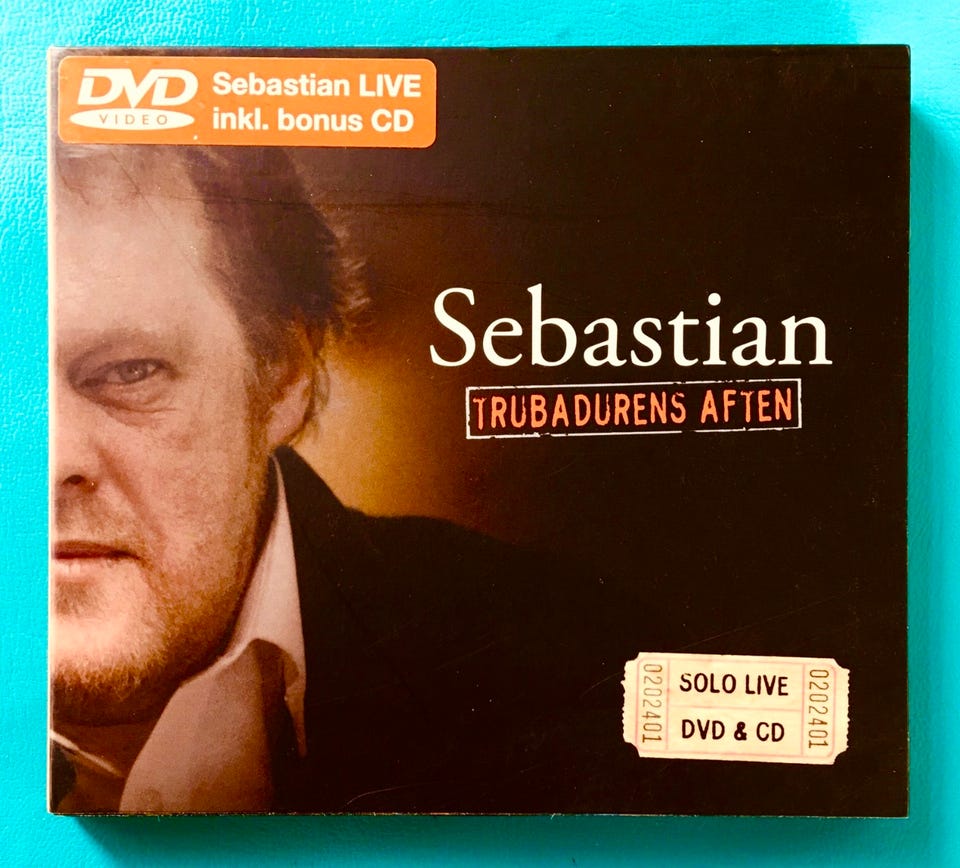 DVD
VIDEO
Sebastian LIVE
inkl. bonus CD
Sebastian
TRUBADURENS AFTEN
0202401
SOLO LIVE
DVD & CD
0202401